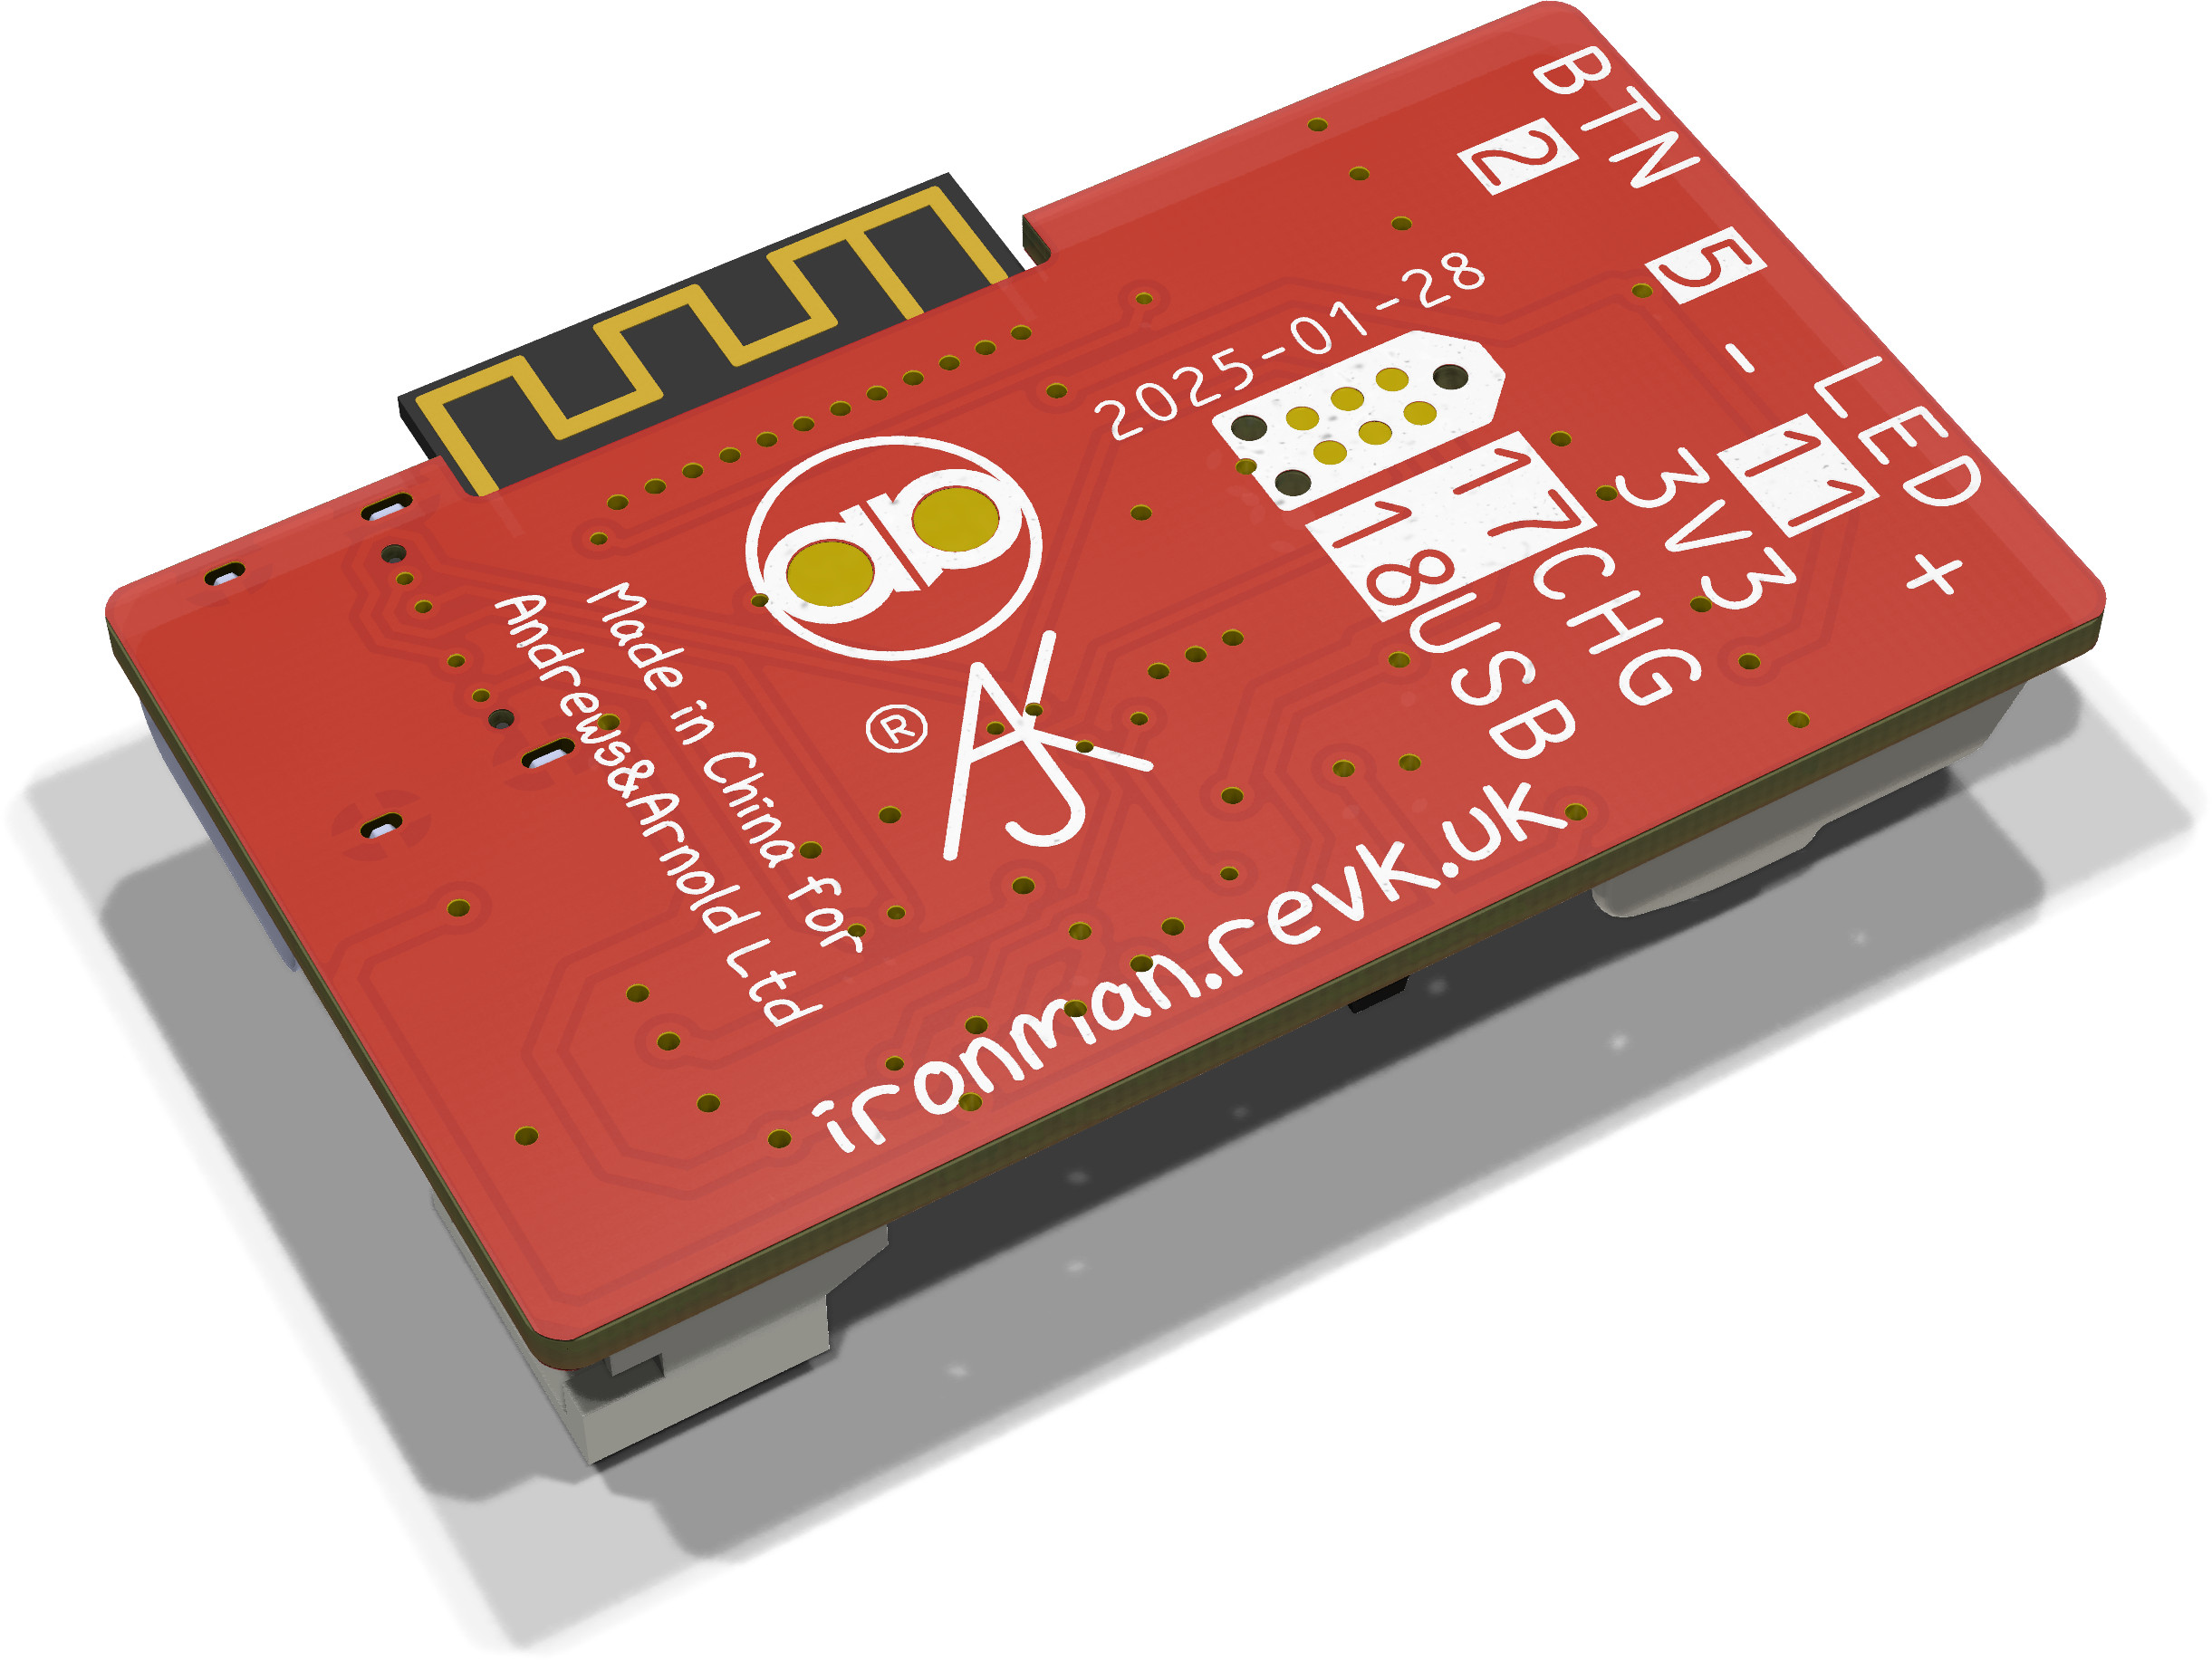 BTN
2
5
- LED +
11
3V3
17 CHG
18 USB
2025-01-28
®
AJK
Made in China for
Andrews&Arnold Ltd
ironman.revk.uk